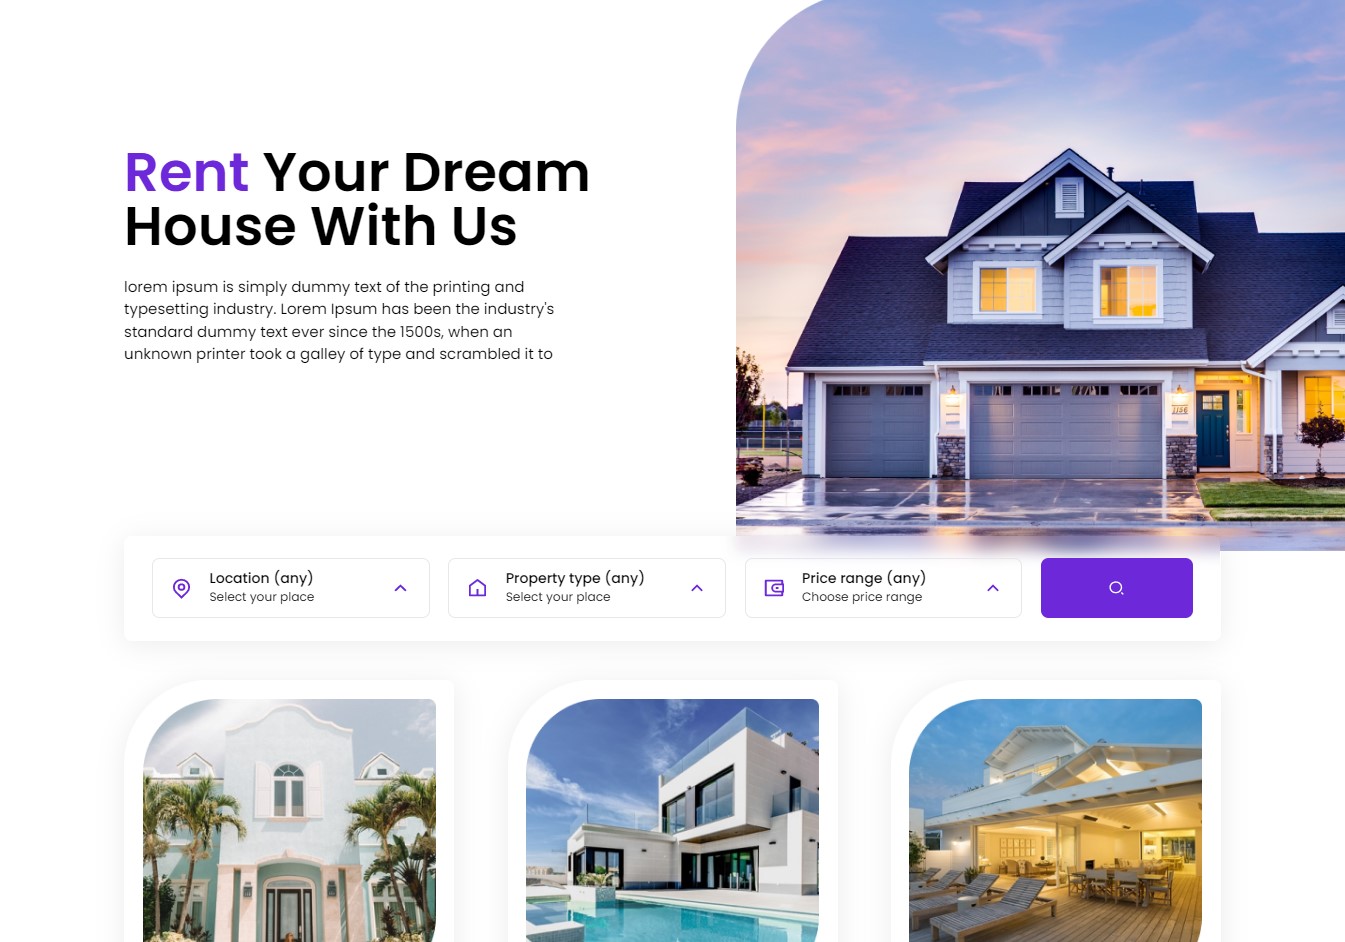 Rent Your Dream
House With Us
lorem ipsum is simply dummy text of the printing and
typesetting industry. Lorem Ipsum has been the industry's
standard dummy text ever since the 1500s, when an
unknown printer took a galley of type and scrambled it to
Location (any)
Select your place
Property type (any)
Select your place
Price range (any)
Choose price range